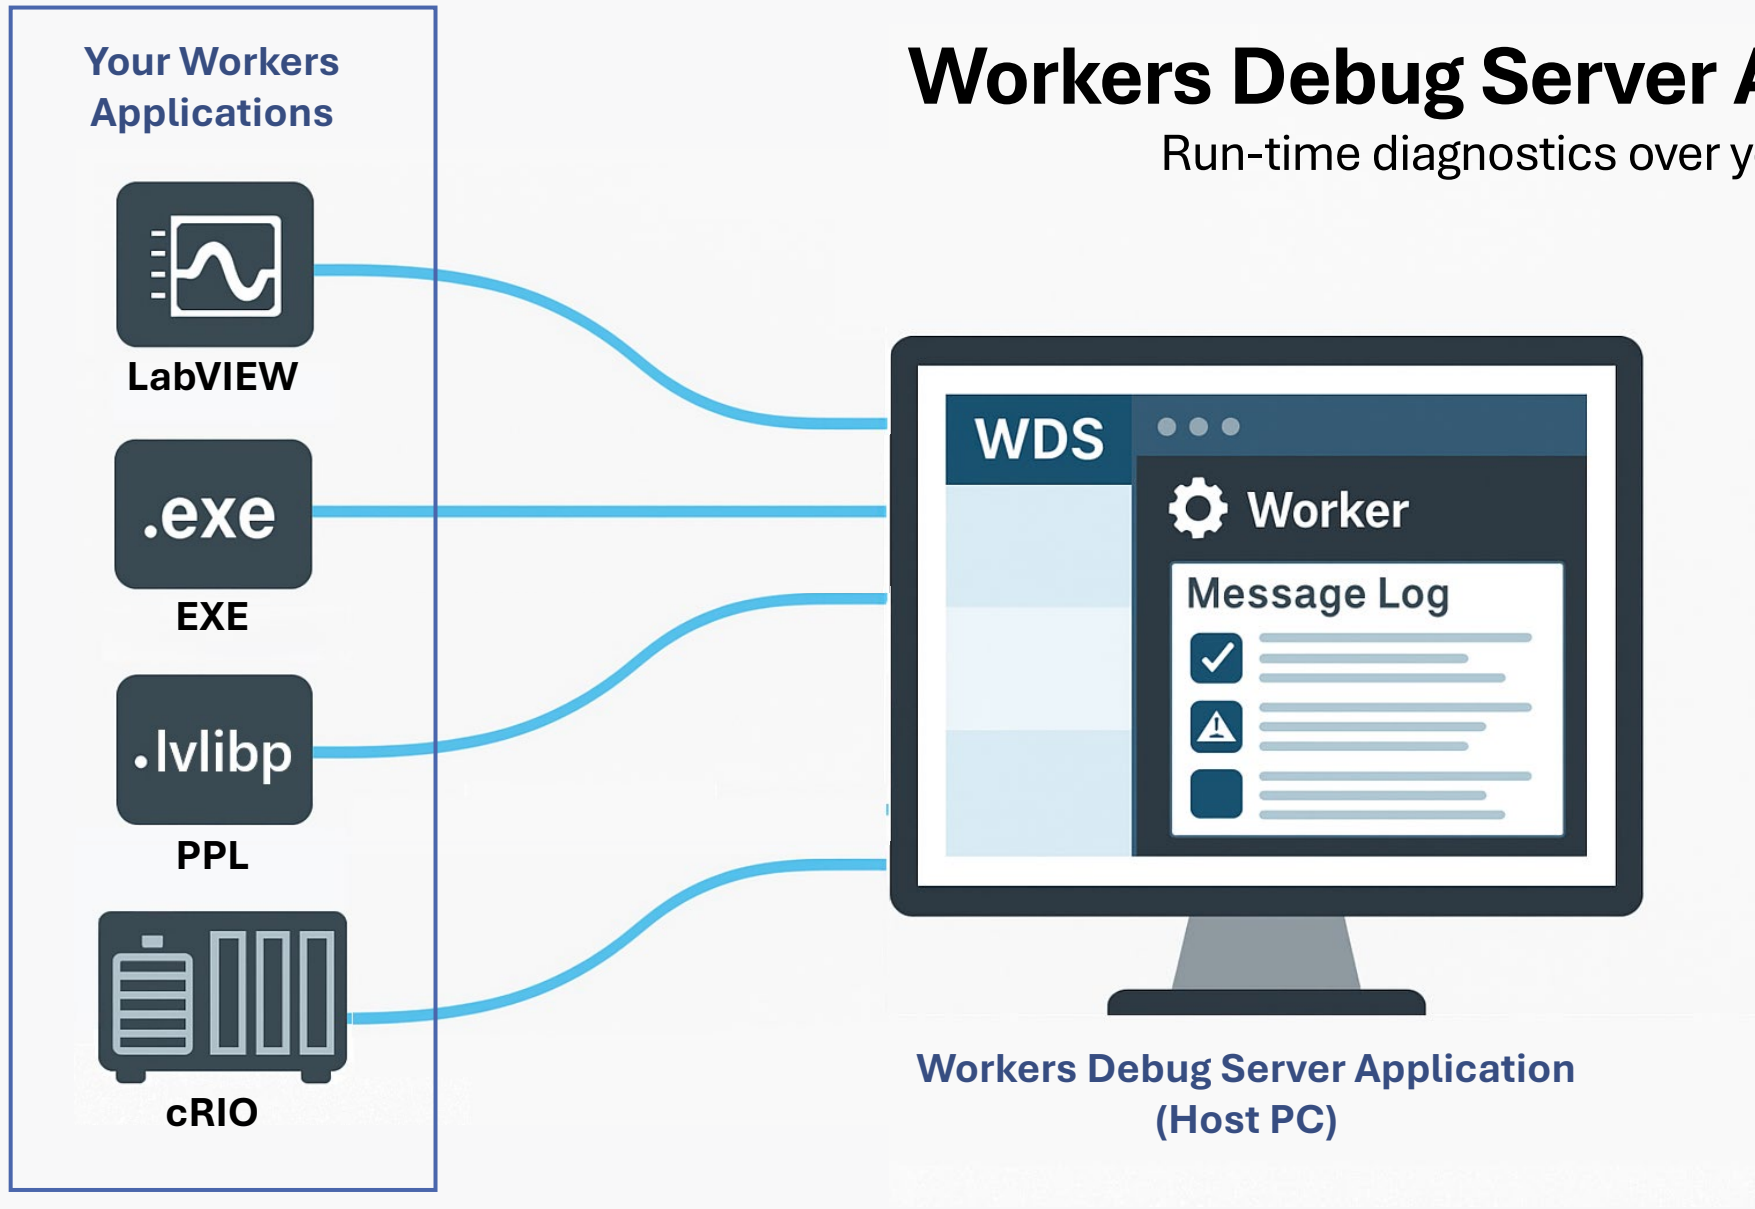 Your Workers
Applications
Workers Debug Server A
Run-time diagnostics over y
LabVIEW
.exe
EXE
.lvlibp
PPL
cRIO
WDS
Worker
Message Log
Workers Debug Server Application
(Host PC)